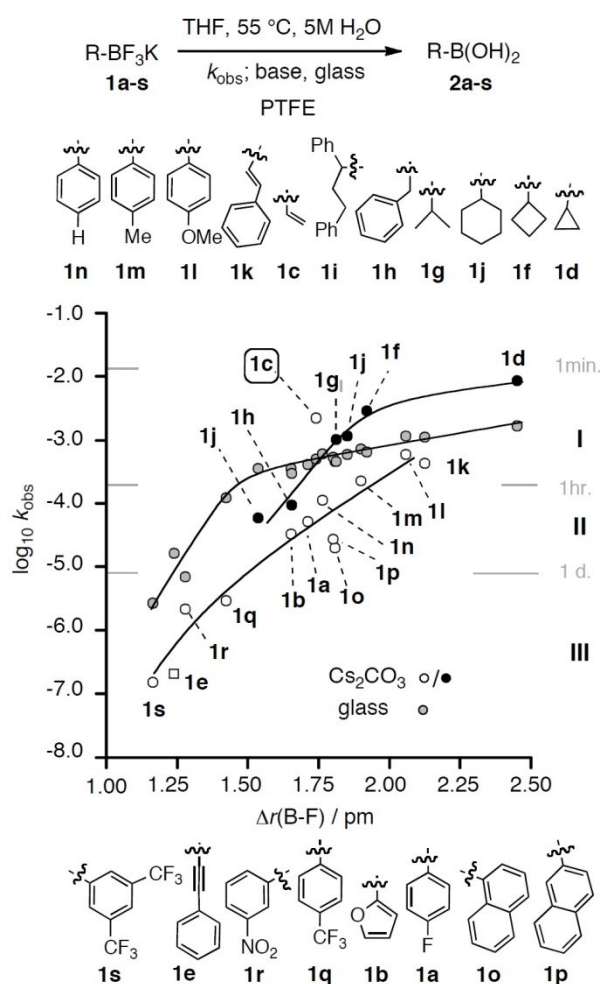 THF, 55 °C, 5M H₂O
R-BF₃K R-B(OH)₂
1a-s k_obs; base, glass 2a-s
PTFE
Ph
Ph
H Me OMe
1n 1m 1l 1k 1c 1i 1h 1g 1j 1f 1d
-1.0
-2.0
-3.0
-4.0
-5.0
-6.0
-7.0
-8.0
log₁₀ k_obs
1c
1g
1j
1f
1d
1h
1j
1k
1l
1m
1n
1p
1o
1a
1b
1q
1r
1e
1s
1min.
I
1hr.
II
1 d.
III
Cs₂CO₃ /
glass
1.00 1.25 1.50 1.75 2.00 2.25 2.50
Δr(B-F) / pm
CF₃
CF₃ NO₂ CF₃ O F
1s 1e 1r 1q 1b 1a 1o 1p